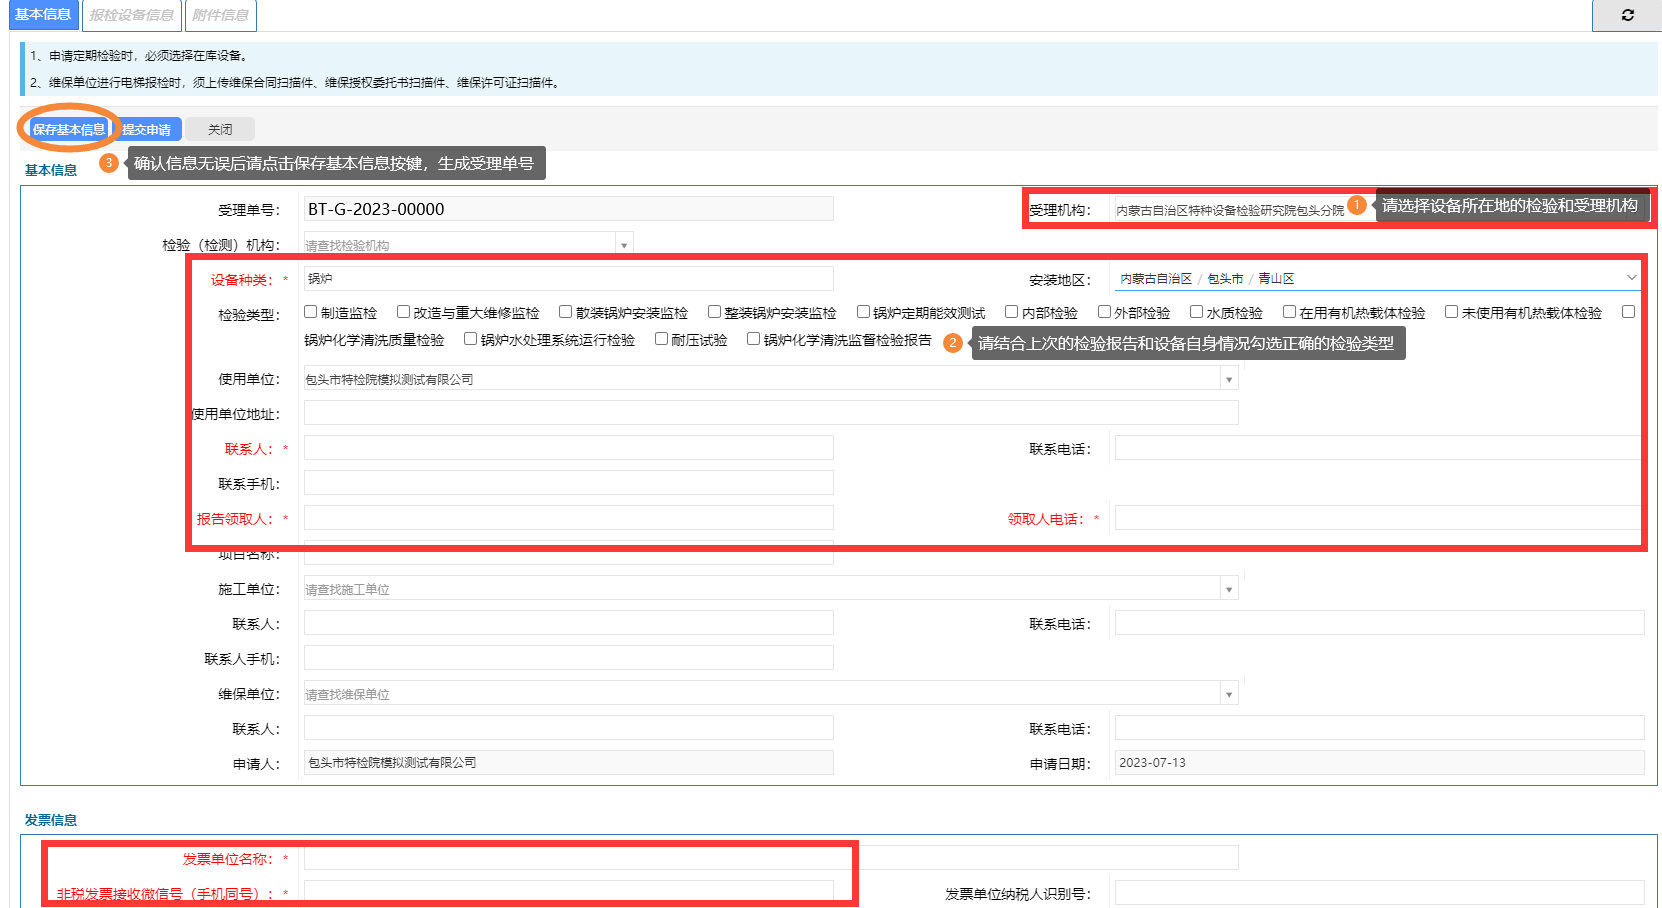 基本信息 报检设备信息 附件信息
1、申请定期检验时，必须选择在库设备。
2、维保单位进行电梯报检时，须上传维保合同扫描件、维保授权委托书扫描件、维保许可证扫描件。
保存基本信息 提交申请 关闭
基本信息 3 确认信息无误后请点击保存基本信息按键，生成受理单号
受理单号： BT-G-2023-00000 受理机构： 内蒙古自治区特种设备检验研究院包头分院 1 请选择设备所在地的检验和受理机构
检验（检测）机构： 请查找检验机构
设备种类： * 锅炉 安装地区： 内蒙古自治区 / 包头市 / 青山区
检验类型： 制造监检 改造与重大维修监检 散装锅炉安装监检 整装锅炉安装监检 锅炉定期能效测试 内部检验 外部检验 水质检验 在用有机热载体检验 未使用有机热载体检验
锅炉化学清洗质量检验 锅炉水处理系统运行检验 耐压试验 锅炉化学清洗监督检验报告 2 请结合上次的检验报告和设备自身情况勾选正确的检验类型
使用单位： 包头市特检院模拟测试有限公司
使用单位地址：
联系人： * 联系电话：
联系手机：
报告领取人： * 领取人电话： *
项目名称：
施工单位： 请查找施工单位
联系人： 联系电话：
联系人手机：
维保单位： 请查找维保单位
联系人： 联系电话：
申请人： 包头市特检院模拟测试有限公司 申请日期： 2023-07-13
发票信息
发票单位名称： *
非税发票接收微信号（手机同号）： * 发票单位纳税人识别号：